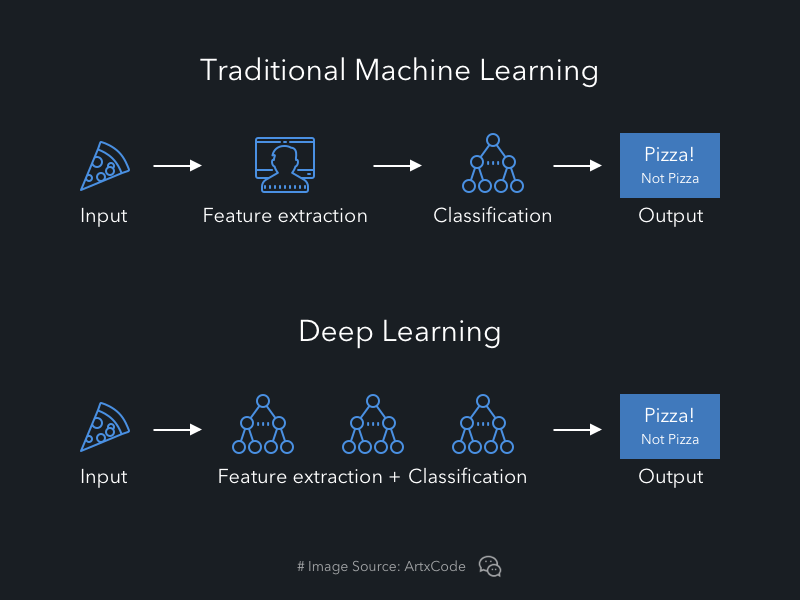 Traditional Machine Learning
Pizza!
Not Pizza
Input
Feature extraction
Classification
Output
Deep Learning
Pizza!
Not Pizza
Input
Feature extraction + Classification
Output
# Image Source: ArtxCode